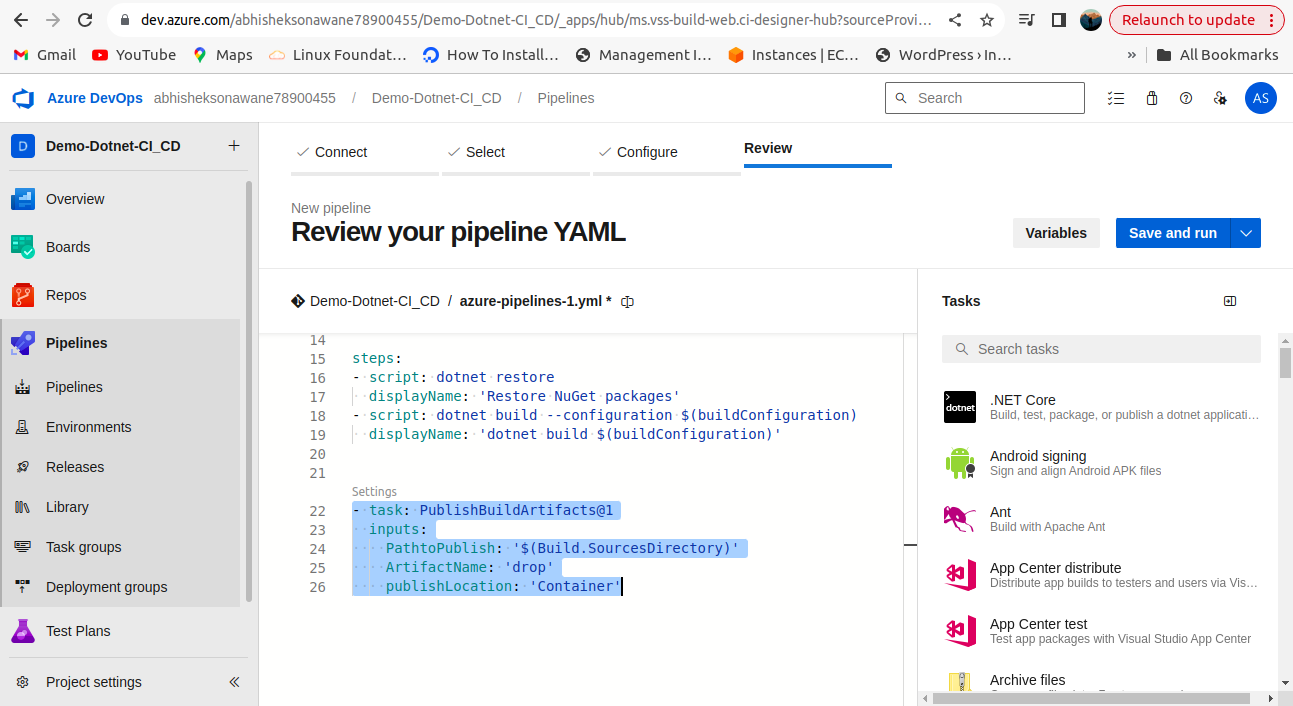 dev.azure.com/abhisheksonawane78900455/Demo-Dotnet-CI_CD/_apps/hub/ms.vss-build-web.ci-designer-hub?sourceProvi...
Relaunch to update
Gmail YouTube Maps Linux Foundat... How To Install... Management I... Instances | EC... WordPress › In... » All Bookmarks
Azure DevOps abhisheksonawane78900455 / Demo-Dotnet-CI_CD / Pipelines Search AS
D Demo-Dotnet-CI_CD +
Overview
Boards
Repos
Pipelines
Pipelines
Environments
Releases
Library
Task groups
Deployment groups
Test Plans
Project settings
Connect Select Configure Review
New pipeline
Review your pipeline YAML
Variables Save and run
Demo-Dotnet-CI_CD / azure-pipelines-1.yml *
14
15 steps:
16 - script: dotnet restore
17 displayName: 'Restore NuGet packages'
18 - script: dotnet build --configuration $(buildConfiguration)
19 displayName: 'dotnet build $(buildConfiguration)'
20
21
Settings
22 - task: PublishBuildArtifacts@1
23 inputs:
24 PathtoPublish: '$(Build.SourcesDirectory)'
25 ArtifactName: 'drop'
26 publishLocation: 'Container'
Tasks
Search tasks
dotnet
.NET Core
Build, test, package, or publish a dotnet applicati...
Android signing
Sign and align Android APK files
Ant
Build with Apache Ant
App Center distribute
Distribute app builds to testers and users via Vis...
App Center test
Test app packages with Visual Studio App Center
Archive files